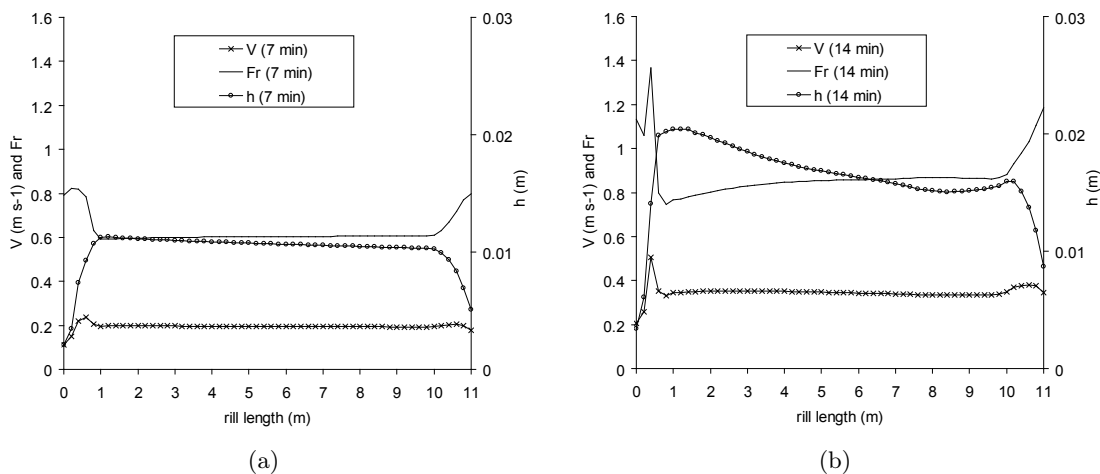 1.6
1.4
1.2
1
0.8
0.6
0.4
0.2
0
V (m s-1) and Fr
V (7 min)
Fr (7 min)
h (7 min)
0.03
0.02
0.01
0
h (m)
0 1 2 3 4 5 6 7 8 9 10 11
rill length (m)
(a)
1.6
1.4
1.2
1
0.8
0.6
0.4
0.2
0
V (m s-1) and Fr
V (14 min)
Fr (14 min)
h (14 min)
0.03
0.02
0.01
0
h (m)
0 1 2 3 4 5 6 7 8 9 10 11
rill length (m)
(b)